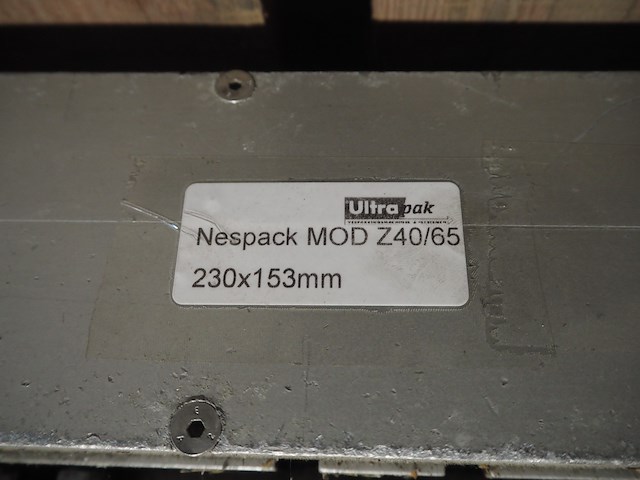 Ultrapak
Nespack MOD Z40/65
230x153mm